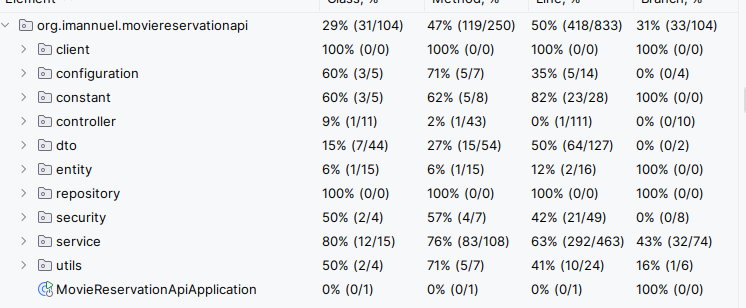 Element Class, % Method, % Line, % Branch, %
org.imannuel.moviereservationapi 29% (31/104) 47% (119/250) 50% (418/833) 31% (33/104)
client 100% (0/0) 100% (0/0) 100% (0/0) 100% (0/0)
configuration 60% (3/5) 71% (5/7) 35% (5/14) 0% (0/4)
constant 60% (3/5) 62% (5/8) 82% (23/28) 100% (0/0)
controller 9% (1/11) 2% (1/43) 0% (1/111) 0% (0/10)
dto 15% (7/44) 27% (15/54) 50% (64/127) 0% (0/2)
entity 6% (1/15) 6% (1/15) 12% (2/16) 100% (0/0)
repository 100% (0/0) 100% (0/0) 100% (0/0) 100% (0/0)
security 50% (2/4) 57% (4/7) 42% (21/49) 0% (0/8)
service 80% (12/15) 76% (83/108) 63% (292/463) 43% (32/74)
utils 50% (2/4) 71% (5/7) 41% (10/24) 16% (1/6)
MovieReservationApiApplication 0% (0/1) 0% (0/1) 0% (0/1) 100% (0/0)